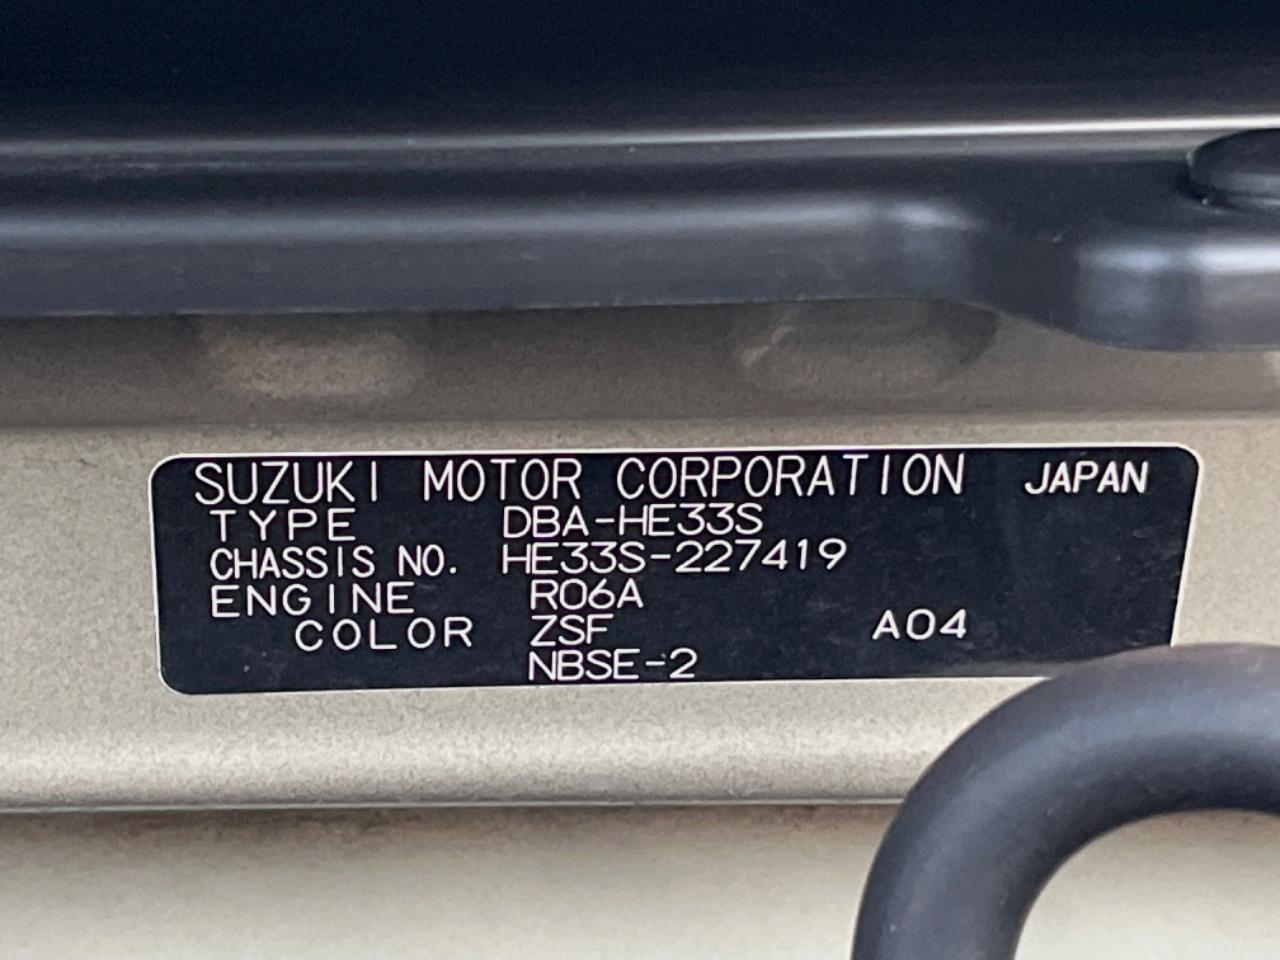 SUZUKI MOTOR CORPORATION JAPAN
TYPE DBA-HE33S
CHASSIS NO. HE33S-227419
ENGINE R06A
COLOR ZSF A04
NBSE-2